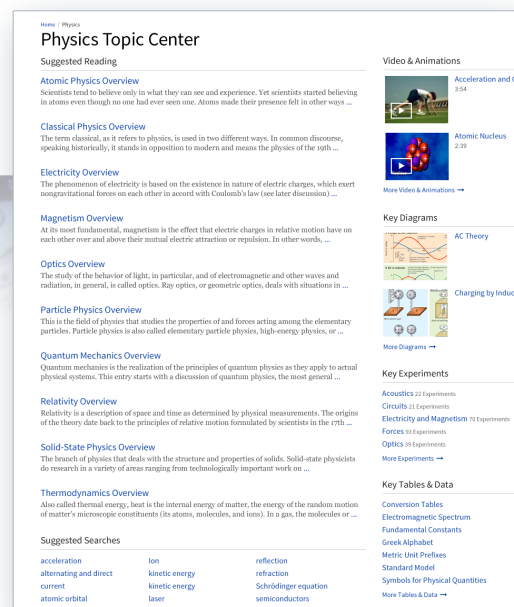 Home / Physics
Physics Topic Center
Suggested Reading
Atomic Physics Overview
Scientists tend to believe only in what they can see and experience. Yet scientists started believing
in atoms even though no one had ever seen one. Atoms made their presence felt in other ways ...
Classical Physics Overview
The term classical, as it refers to physics, is used in two different ways. In common discourse,
speaking historically, it stands in opposition to modern and means the physics of the 19th ...
Electricity Overview
The phenomenon of electricity is based on the existence in nature of electric charges, which exert
nongravitational forces on each other in accord with Coulomb's law (see later discussion) ...
Magnetism Overview
At its most fundamental, magnetism is the effect that electric charges in relative motion have on
each other over and above their mutual electric attraction or repulsion. In other words, ...
Optics Overview
The study of the behavior of light, in particular, and of electromagnetic and other waves and
radiation, in general, is called optics. Ray optics, or geometric optics, deals with situations in ...
Particle Physics Overview
This is the field of physics that studies the properties of and forces acting among the elementary
particles. Particle physics is also called elementary particle physics, high-energy physics, or ...
Quantum Mechanics Overview
Quantum mechanics is the realization of the principles of quantum physics as they apply to actual
physical systems. This entry starts with a discussion of quantum physics, the most general ...
Relativity Overview
Relativity is a description of space and time as determined by physical measurements. The origins
of the theory date back to the principles of relative motion formulated by scientists in the 17th ...
Solid-State Physics Overview
The branch of physics that deals with the structure and properties of solids. Solid-state physicists
do research in a variety of areas ranging from technologically important work on ...
Thermodynamics Overview
Also called thermal energy, heat is the internal energy of matter, the energy of the random motion
of matter's microscopic constituents (its atoms, molecules, and ions). In a gas, the molecules or ...
Suggested Searches
acceleration
alternating and direct
current
atomic orbital
Ion
kinetic energy
kinetic energy
laser
reflection
refraction
Schrödinger equation
semiconductors
Video & Animations
Acceleration and
3:54
Atomic Nucleus
2:39
More Video & Animations →
Key Diagrams
AC Theory
Charging by
More Diagrams →
Key Experiments
Acoustics 22 Experiments
Circuits 21 Experiments
Electricity and Magnetism 70 Experiments
Forces 93 Experiments
Optics 39 Experiments
More Experiments →
Key Tables & Data
Conversion Tables
Electromagnetic Spectrum
Fundamental Constants
Greek Alphabet
Metric Unit Prefixes
Standard Model
Symbols for Physical Quantities
More Tables & Data →